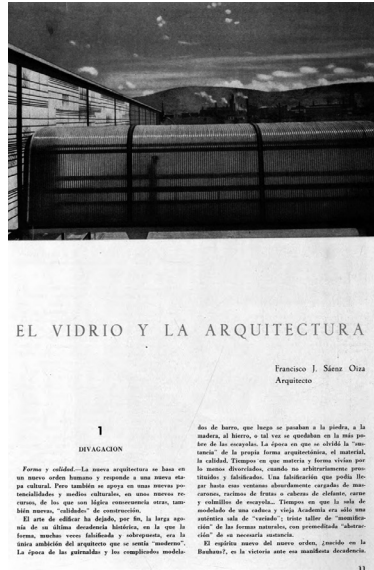 EL VIDRIO Y LA ARQUITECTURA
Francisco J. Sáenz Oiza
Arquitecto
1
DIVAGACION
Forma y calidad.—La nueva arquitectura se basa en
un nuevo orden humano y responde a una nueva eta-
pa cultural. Pero también se apoya en unas nuevas po-
tencialidades y medios culturales, en unos nuevos re-
cursos, de los que son lógica consecuencia otras, tam-
bién nuevas, "calidades" de construcción.
El arte de edificar ha dejado, por fin, la larga ago-
nía de su última decadencia histórica, en la que la
forma, muchas veces falsificada y sobrepuesta, era la
única ambición del arquitecto que se sentía "moderno".
La época de las guirnaldas y los complicados modela-
dos de barro, que luego se pasaban a la piedra, a la
madera, al hierro, o tal vez se quedaban en la más po-
bre de las escayolas. La época en que se olvidó la "sus-
tancia" de la propia forma arquitectónica, el material,
la calidad. Tiempos en que materia y forma vivían por
lo menos divorciados, cuando no arbitrariamente pros-
tituídos y falsificados. Una falsificación que podía lle-
gar hasta esas ventanas absurdamente cargadas de mas-
carones, racimos de frutas o cabezas de elefante, carne
y colmillos de escayola... Tiempos en que la sala de
modelado de una caduca y vieja Academia era sólo una
auténtica sala de "vaciado"; triste taller de "momifica-
ción" de las formas naturales, con premeditada "abstrac-
ción" de su necesaria sustancia.
El espíritu nuevo del nuevo orden, ¿nacido en la
Bauhaus?, es la victoria ante esa manifiesta decadencia.
33